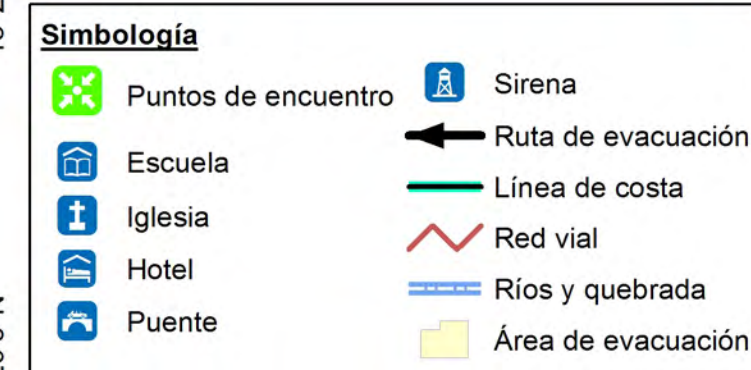 Simbología
Puntos de encuentro
Escuela
Iglesia
Hotel
Puente
Sirena
Ruta de evacuación
Línea de costa
Red vial
Ríos y quebrada
Área de evacuación